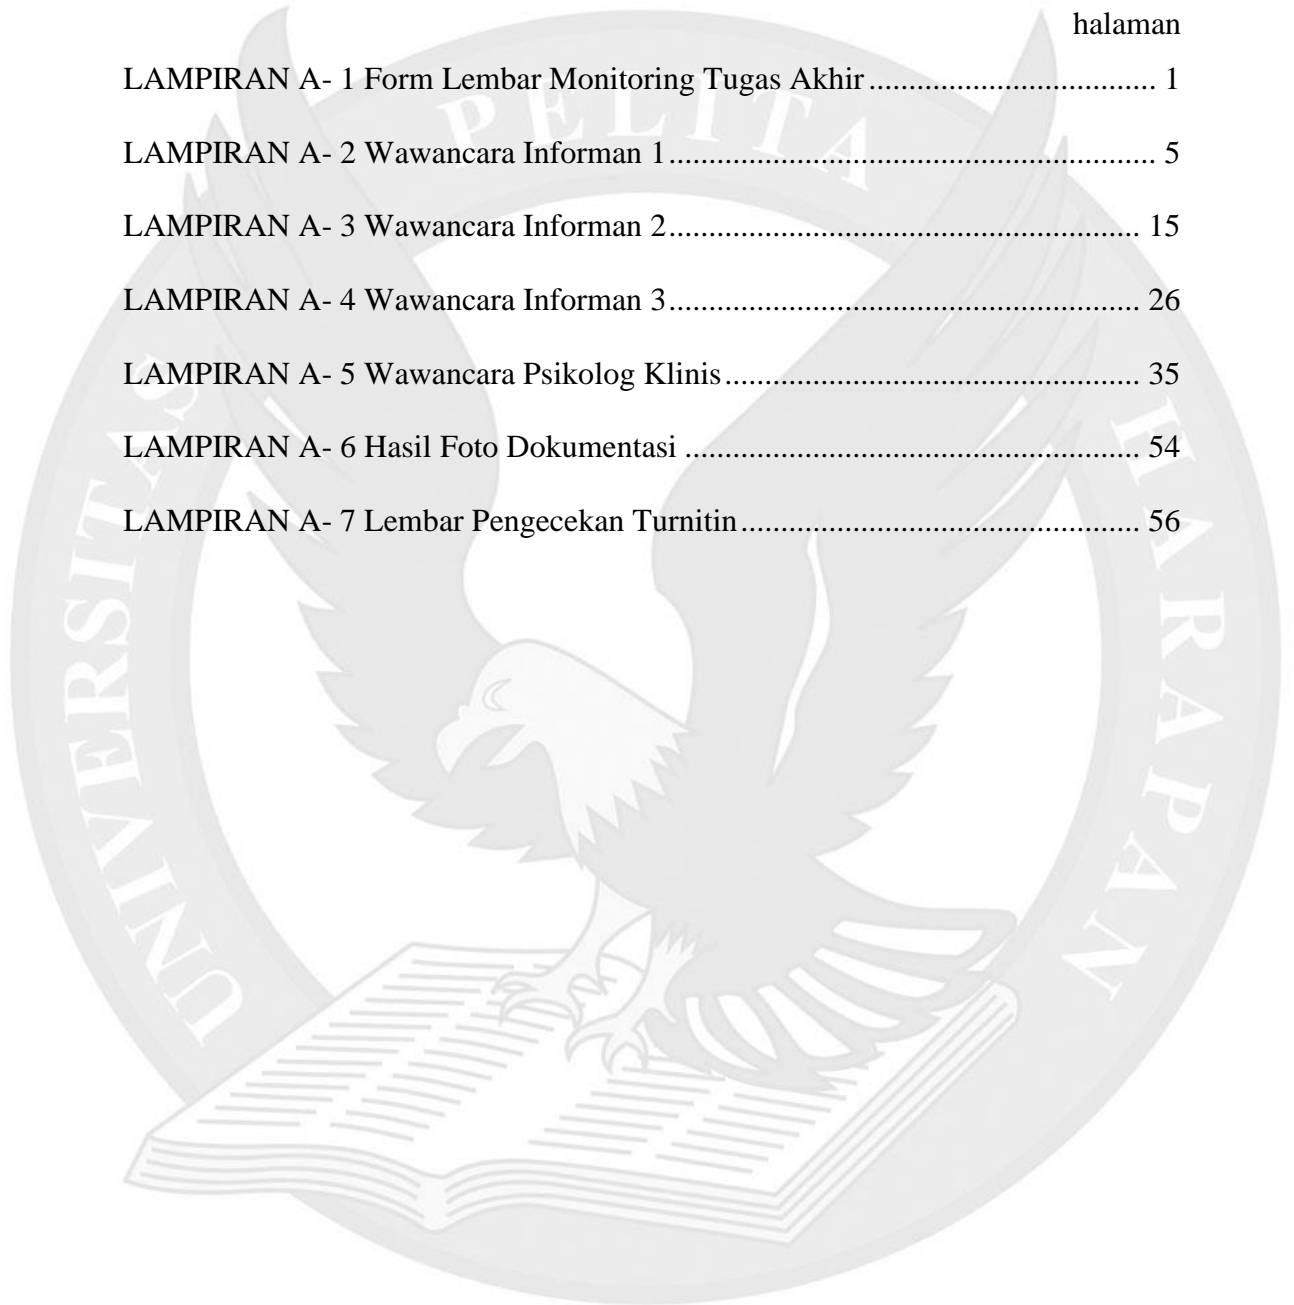 halaman
LAMPIRAN A- 1 Form Lembar Monitoring Tugas Akhir .................................... 1
LAMPIRAN A- 2 Wawancara Informan 1 ............................................................. 5
LAMPIRAN A- 3 Wawancara Informan 2 ........................................................... 15
LAMPIRAN A- 4 Wawancara Informan 3 ........................................................... 26
LAMPIRAN A- 5 Wawancara Psikolog Klinis .................................................... 35
LAMPIRAN A- 6 Hasil Foto Dokumentasi ......................................................... 54
LAMPIRAN A- 7 Lembar Pengecekan Turnitin .................................................. 56
UNIVERSITAS PELITA HARAPAN